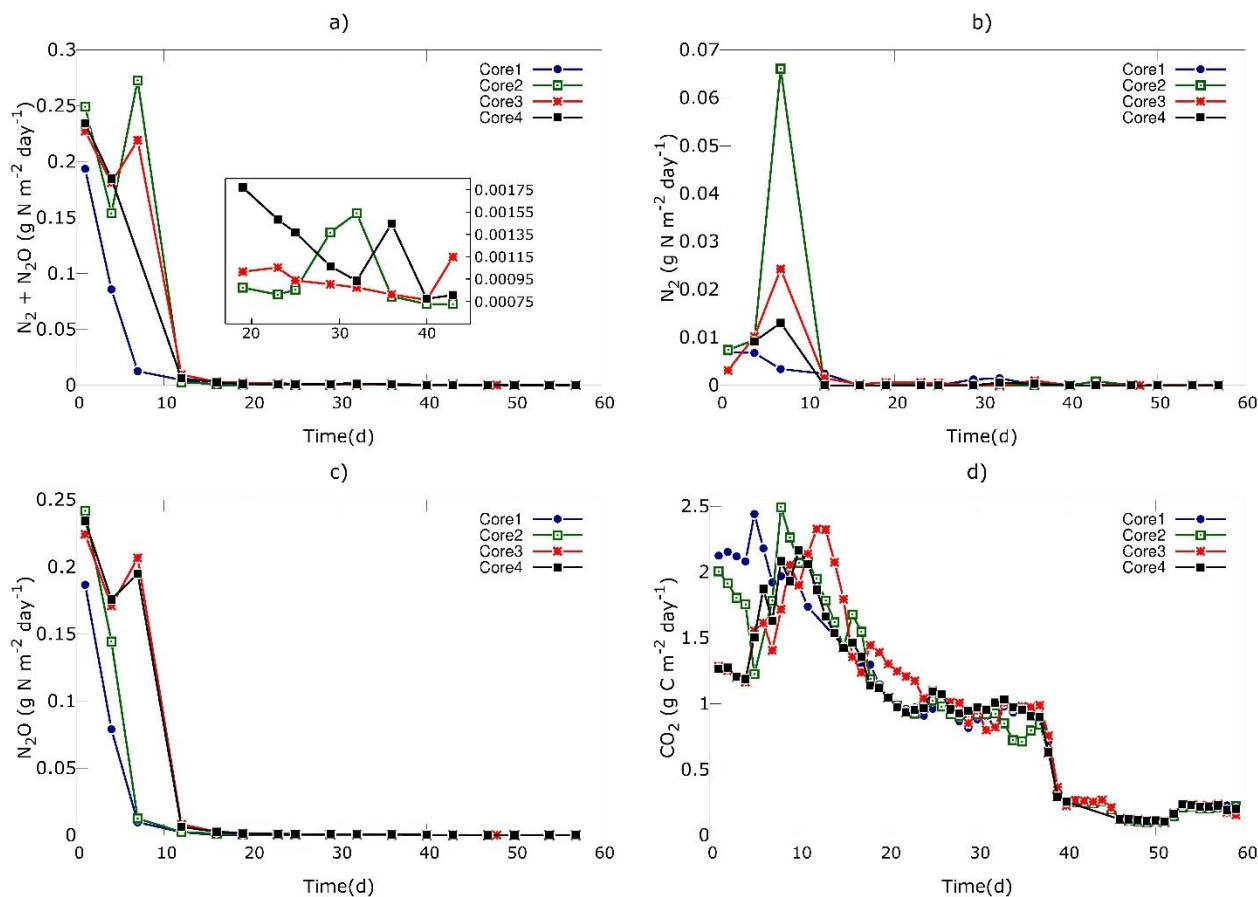 a)
N₂ + N₂O (g N m⁻² day⁻¹)
0.3
0.25
0.2
0.15
0.1
0.05
0
Core1
Core2
Core3
Core4
0.00175
0.00155
0.00135
0.00115
0.00095
0.00075
20 30 40
0 10 20 30 40 50 60
Time(d)
b)
N₂ (g N m⁻² day⁻¹)
0.07
0.06
0.05
0.04
0.03
0.02
0.01
0
Core1
Core2
Core3
Core4
0 10 20 30 40 50 60
Time(d)
c)
N₂O (g N m⁻² day⁻¹)
0.25
0.2
0.15
0.1
0.05
0
Core1
Core2
Core3
Core4
0 10 20 30 40 50 60
Time(d)
d)
CO₂ (g C m⁻² day⁻¹)
2.5
2
1.5
1
0.5
0
Core1
Core2
Core3
Core4
0 10 20 30 40 50 60
Time(d)